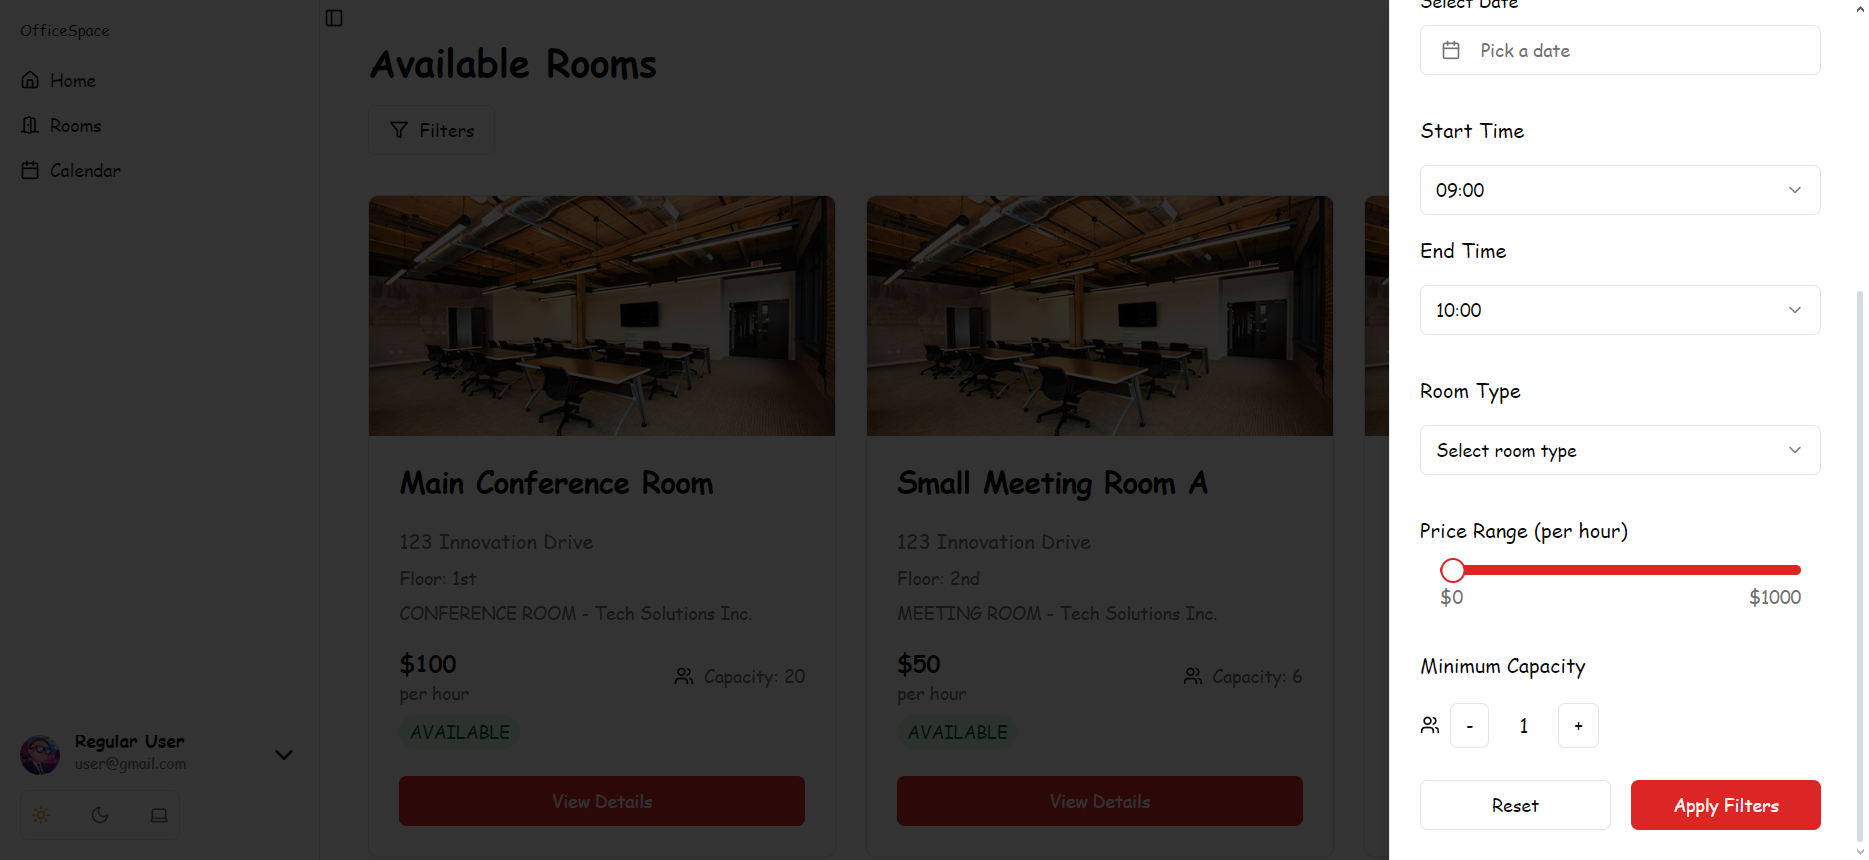 OfficeSpace
Home
Rooms
Calendar
Regular User
user@gmail.com
Available Rooms
Filters
Main Conference Room
123 Innovation Drive
Floor: 1st
CONFERENCE ROOM - Tech Solutions Inc.
$100
per hour
Capacity: 20
AVAILABLE
View Details
Small Meeting Room A
123 Innovation Drive
Floor: 2nd
MEETING ROOM - Tech Solutions Inc.
$50
per hour
Capacity: 6
AVAILABLE
View Details
Select Date
Pick a date
Start Time
09:00
End Time
10:00
Room Type
Select room type
Price Range (per hour)
$0 $1000
Minimum Capacity
- 1 +
Reset
Apply Filters